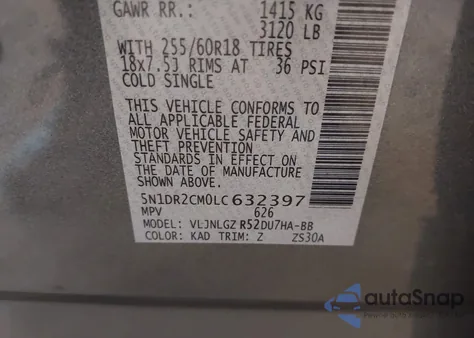 GAWR RR.: 1415 KG
3120 LB
WITH 255/60R18 TIRES
18x7.5J RIMS AT 36 PSI
COLD SINGLE
THIS VEHICLE CONFORMS TO
ALL APPLICABLE FEDERAL
MOTOR VEHICLE SAFETY AND
THEFT PREVENTION
STANDARDS IN EFFECT ON
THE DATE OF MANUFACTURE
SHOWN ABOVE.
5N1DR2CM0LC632397
MPV 626
MODEL: VLJNLGZ R52DU7HA-BB
COLOR: KAD TRIM: Z ZS30A
autoSnap